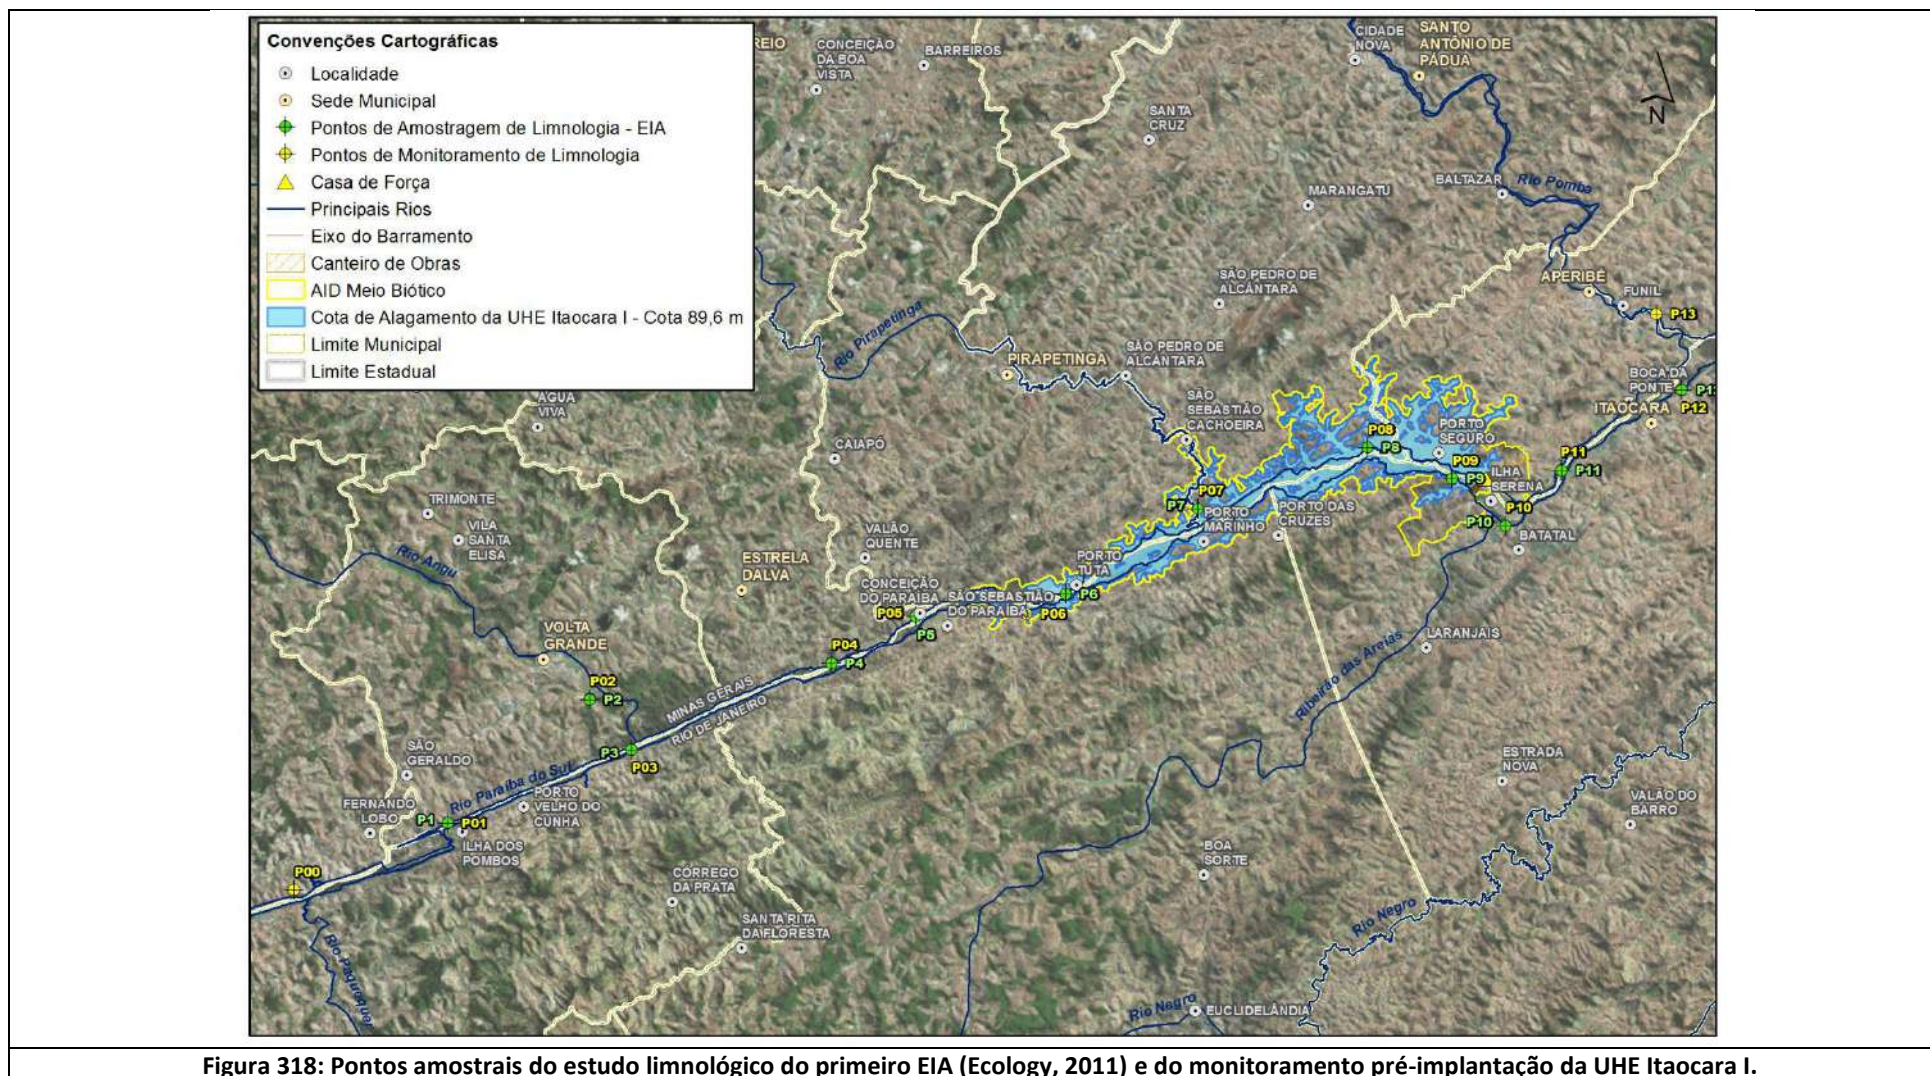 Convenções Cartográficas
Localidade
Sede Municipal
Pontos de Amostragem de Limnologia - EIA
Pontos de Monitoramento de Limnologia
Casa de Força
Principais Rios
Eixo do Barramento
Canteiro de Obras
AID Meio Biótico
Cota de Alagamento da UHE Itaocara I - Cota 89,6 m
Limite Municipal
Limite Estadual
REIO
CONCEIÇÃO
DA BOA
VISTA
BARREIROS
CIDADE
NOVA
SANTO
ANTÔNIO DE
PÁDUA
N
SANTA
CRUZ
MARANGATU
BALTAZAR
Rio Pomba
SÃO PEDRO DE
ALCÂNTARA
APERIBÉ
FUNIL
P13
Rio Pirapetinga
PIRAPETINGA
SÃO PEDRO DE
ALCÂNTARA
BOCA DA
PONTE
P12
ITAOCARA
ÁGUA
VIVA
SÃO
SEBASTIÃO
CACHOEIRA
CAIAPÓ
P08
P8
PORTO
SEGURO
P09
P9
ILHA
SERENA
P11
P11
P07
P7
PORTO
MARINHO
PORTO DAS
CRUZES
P10
P10
BATATAL
TRIMONTE
VILA
SANTA
ELISA
Rio Angu
VALÃO
QUENTE
ESTRELA
DALVA
PORTO
TUTA
CONCEIÇÃO
DO PARAÍBA
SÃO SEBASTIÃO
DO PARAÍBA
P05
P5
P06
P6
VOLTA
GRANDE
P04
P4
LARANJAIS
Ribeirão das Areias
P02
P2
MINAS GERAIS
RIO DE JANEIRO
P3
P03
SÃO
GERALDO
Rio Paraíba do Sul
PORTO
VELHO DO
CUNHA
FERNANDO
LOBO
P1
P01
ILHA DOS
POMBOS
ESTRADA
NOVA
VALÃO DO
BARRO
BOA
SORTE
P00
CÓRREGO
DA PRATA
SANTA RITA
DA FLORESTA
Rio Negro
Rio Paquequer
Rio Negro
EUCLIDELÂNDIA
Figura 318: Pontos amostrais do estudo limnológico do primeiro EIA (Ecology, 2011) e do monitoramento pré-implantação da UHE Itaocara I.